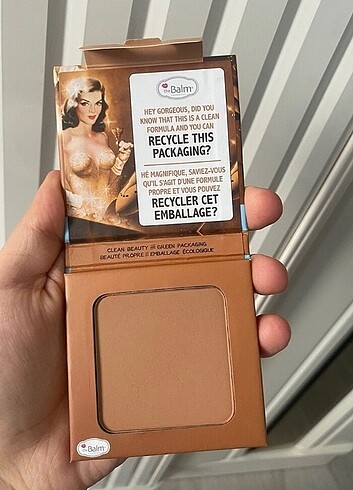 theBalm®
HEY GORGEOUS, DID YOU
KNOW THAT THIS IS A CLEAN
FORMULA AND YOU CAN
RECYCLE THIS
PACKAGING?
HÉ MAGNIFIQUE, SAVIEZ-VOUS
QU'IL S'AGIT D'UNE FORMULE
PROPRE ET VOUS POUVEZ
RECYCLER CET
EMBALLAGE?
CLEAN BEAUTY IN GREEN PACKAGING
BEAUTÉ PROPRE || EMBALLAGE ÉCOLOGIQUE
theBalm®